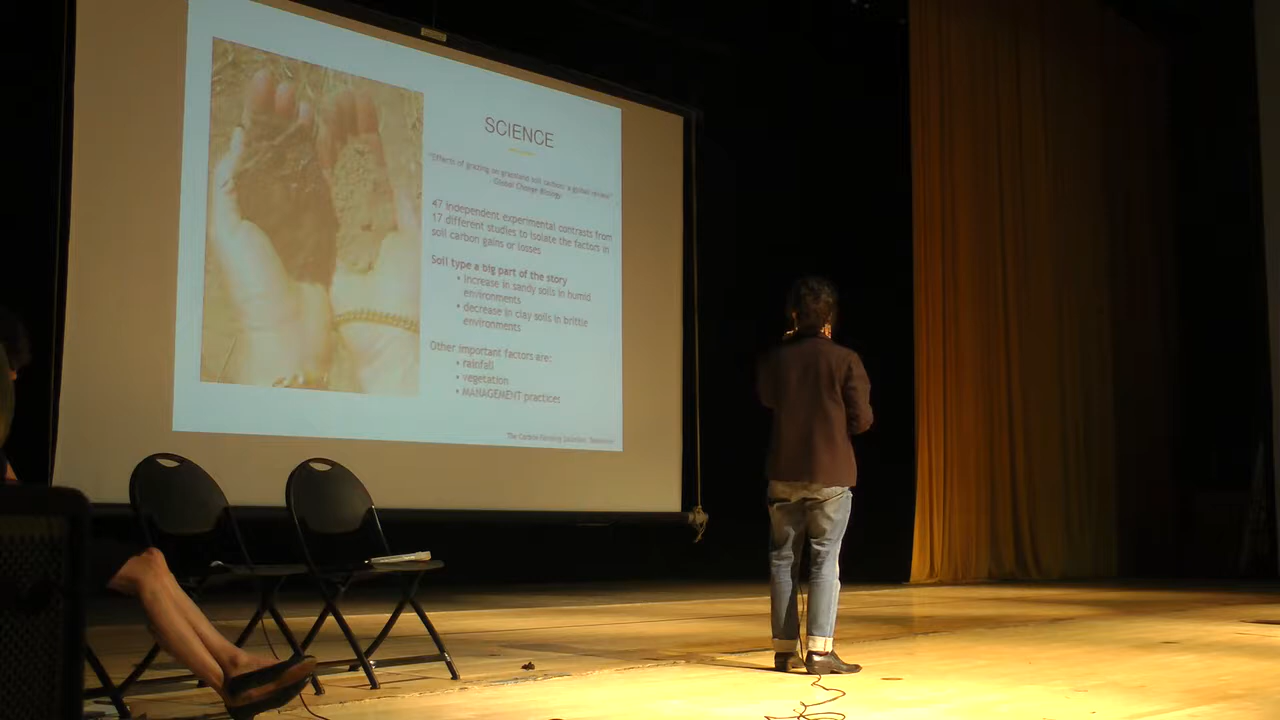 SCIENCE
"Effects of grazing on grassland soil carbon: a global review"
Global Change Biology
47 independent experimental contrasts from
17 different studies to isolate the factors in
soil carbon gains or losses
Soil type a big part of the story
• increase in sandy soils in humid
environments
• decrease in clay soils in brittle
environments
Other important factors are:
• rainfall
• vegetation
• MANAGEMENT practices
The Carbon Farming